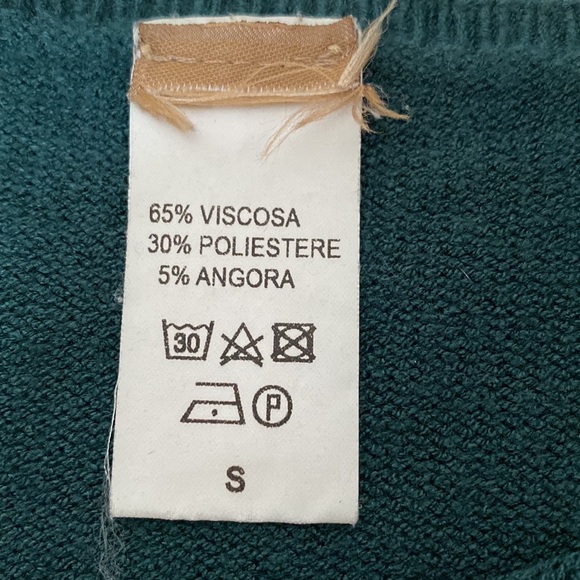 65% VISCOSA
30% POLIESTERE
5% ANGORA
30
P
S